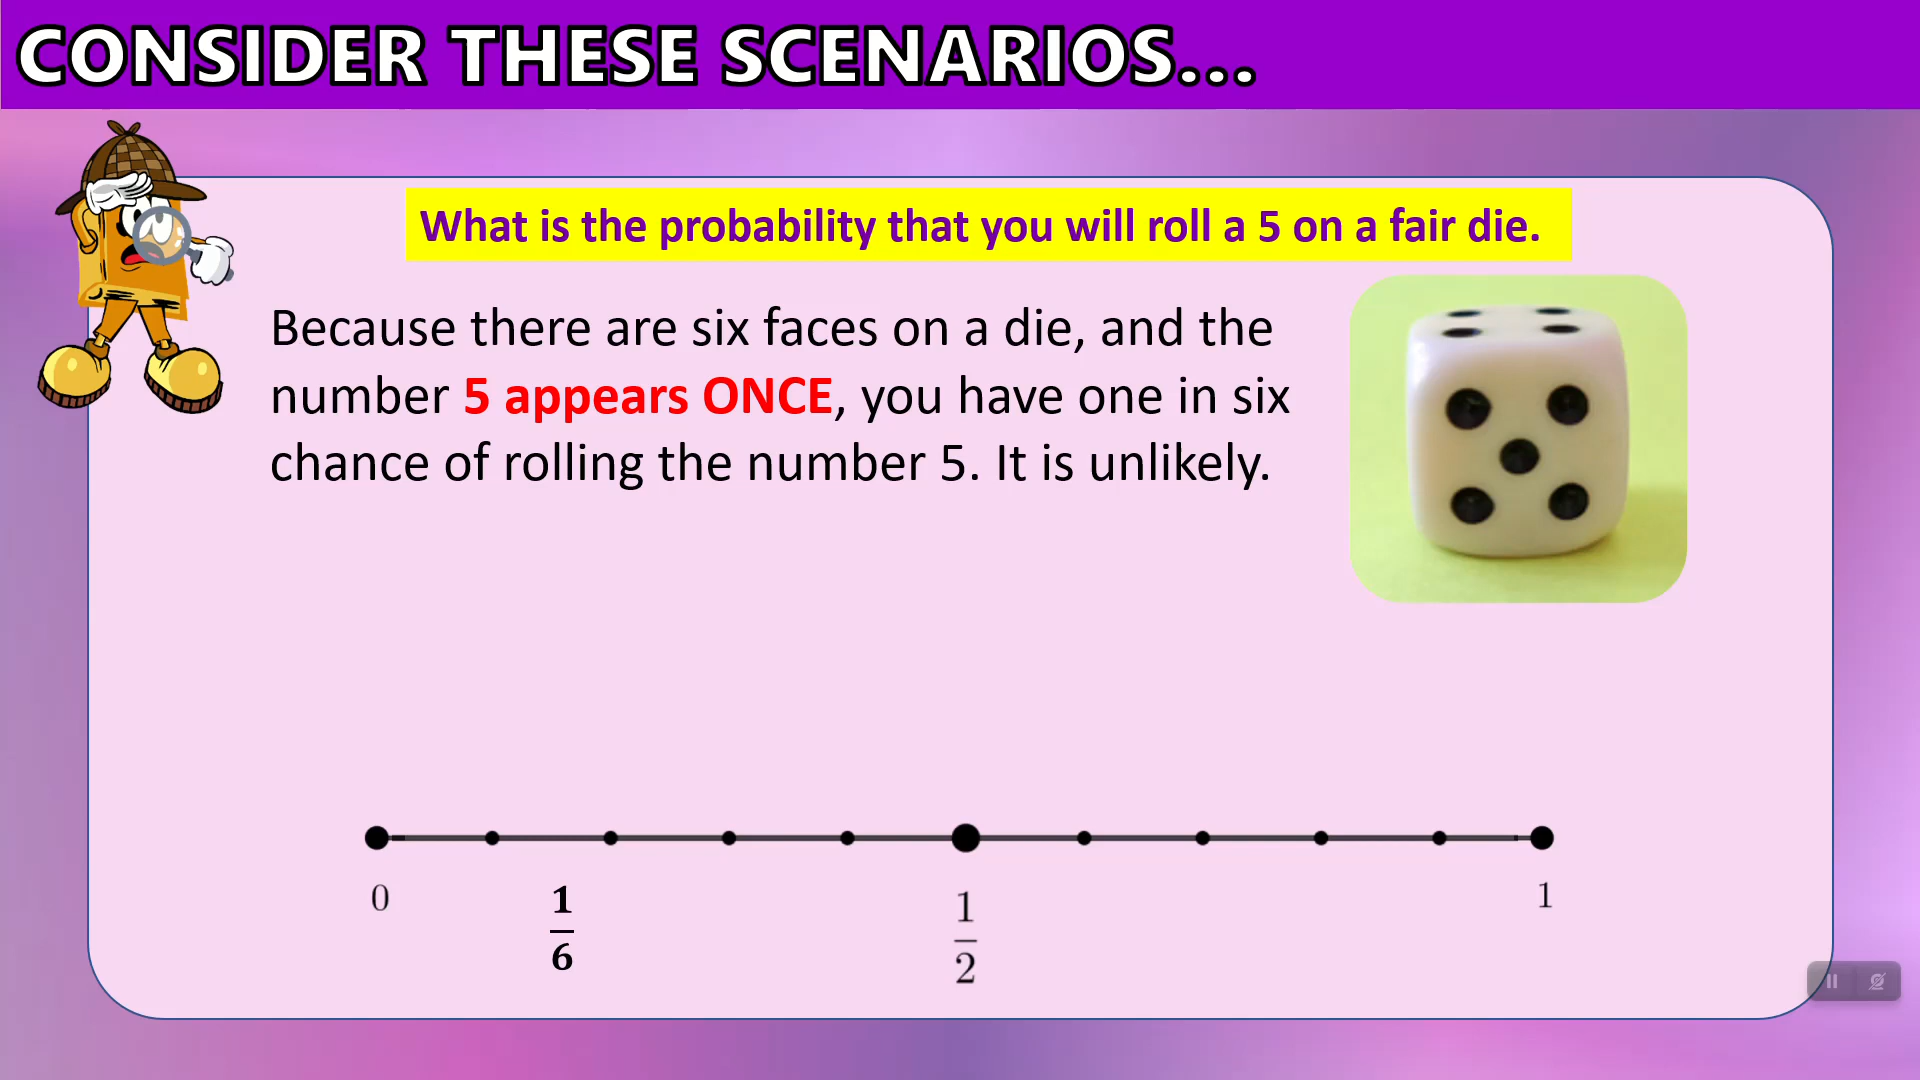 CONSIDER THESE SCENARIOS...
What is the probability that you will roll a 5 on a fair die.
Because there are six faces on a die, and the
number 5 appears ONCE, you have one in six
chance of rolling the number 5. It is unlikely.
0
1
6
1
2
1